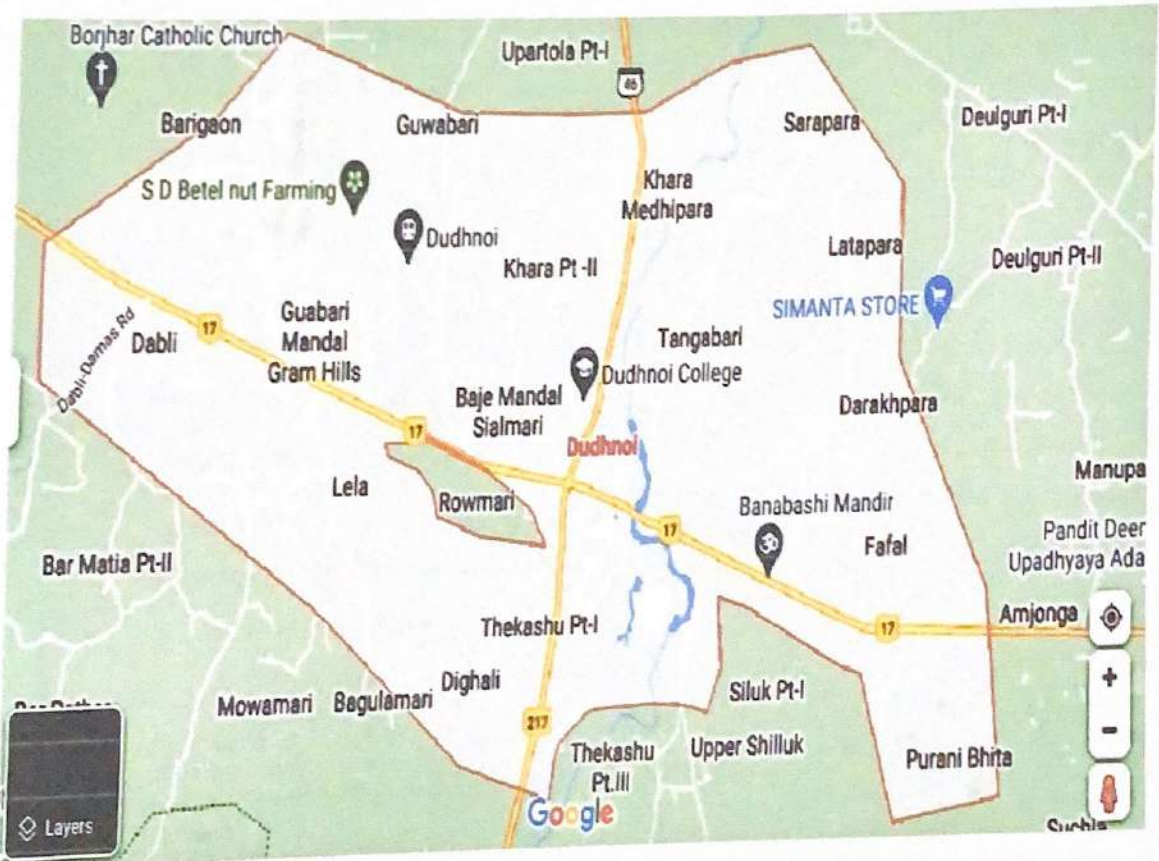 Borjhar Catholic Church
Upartola Pt-I
46
Barigaon
Guwabari
Sarapara
Deulguri Pt-I
S D Betel nut Farming
Khara
Medhipara
Dudhnoi
Khara Pt -II
Latapara
Deulguri Pt-II
SIMANTA STORE
17
Guabari
Mandal
Gram Hills
Dabli
Dabli-Damas Rd
Tangabari
Dudhnoi College
Baje Mandal
Sialmari
Darakhpara
17
Dudhnoi
Lela
Rowmari
Manupa
Banabashi Mandir
17
Fafal
Pandit Deer
Upadhyaya Ada
Bar Matia Pt-II
Amjonga
17
Thekashu Pt-I
Dighali
Mowamari
Bagulamari
Siluk Pt-I
217
Thekashu
Pt.III
Upper Shilluk
Purani Bhita
Google
Layers